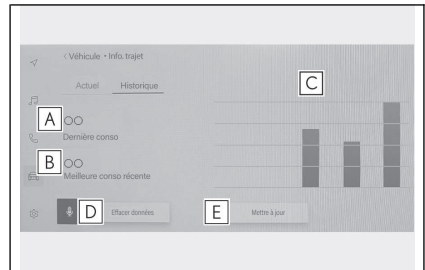 < Véhicule • Info. trajet
Actuel Historique
C
A
○○
Dernière conso
B
○○
Meilleure conso récente
D Effacer données E Mettre à jour